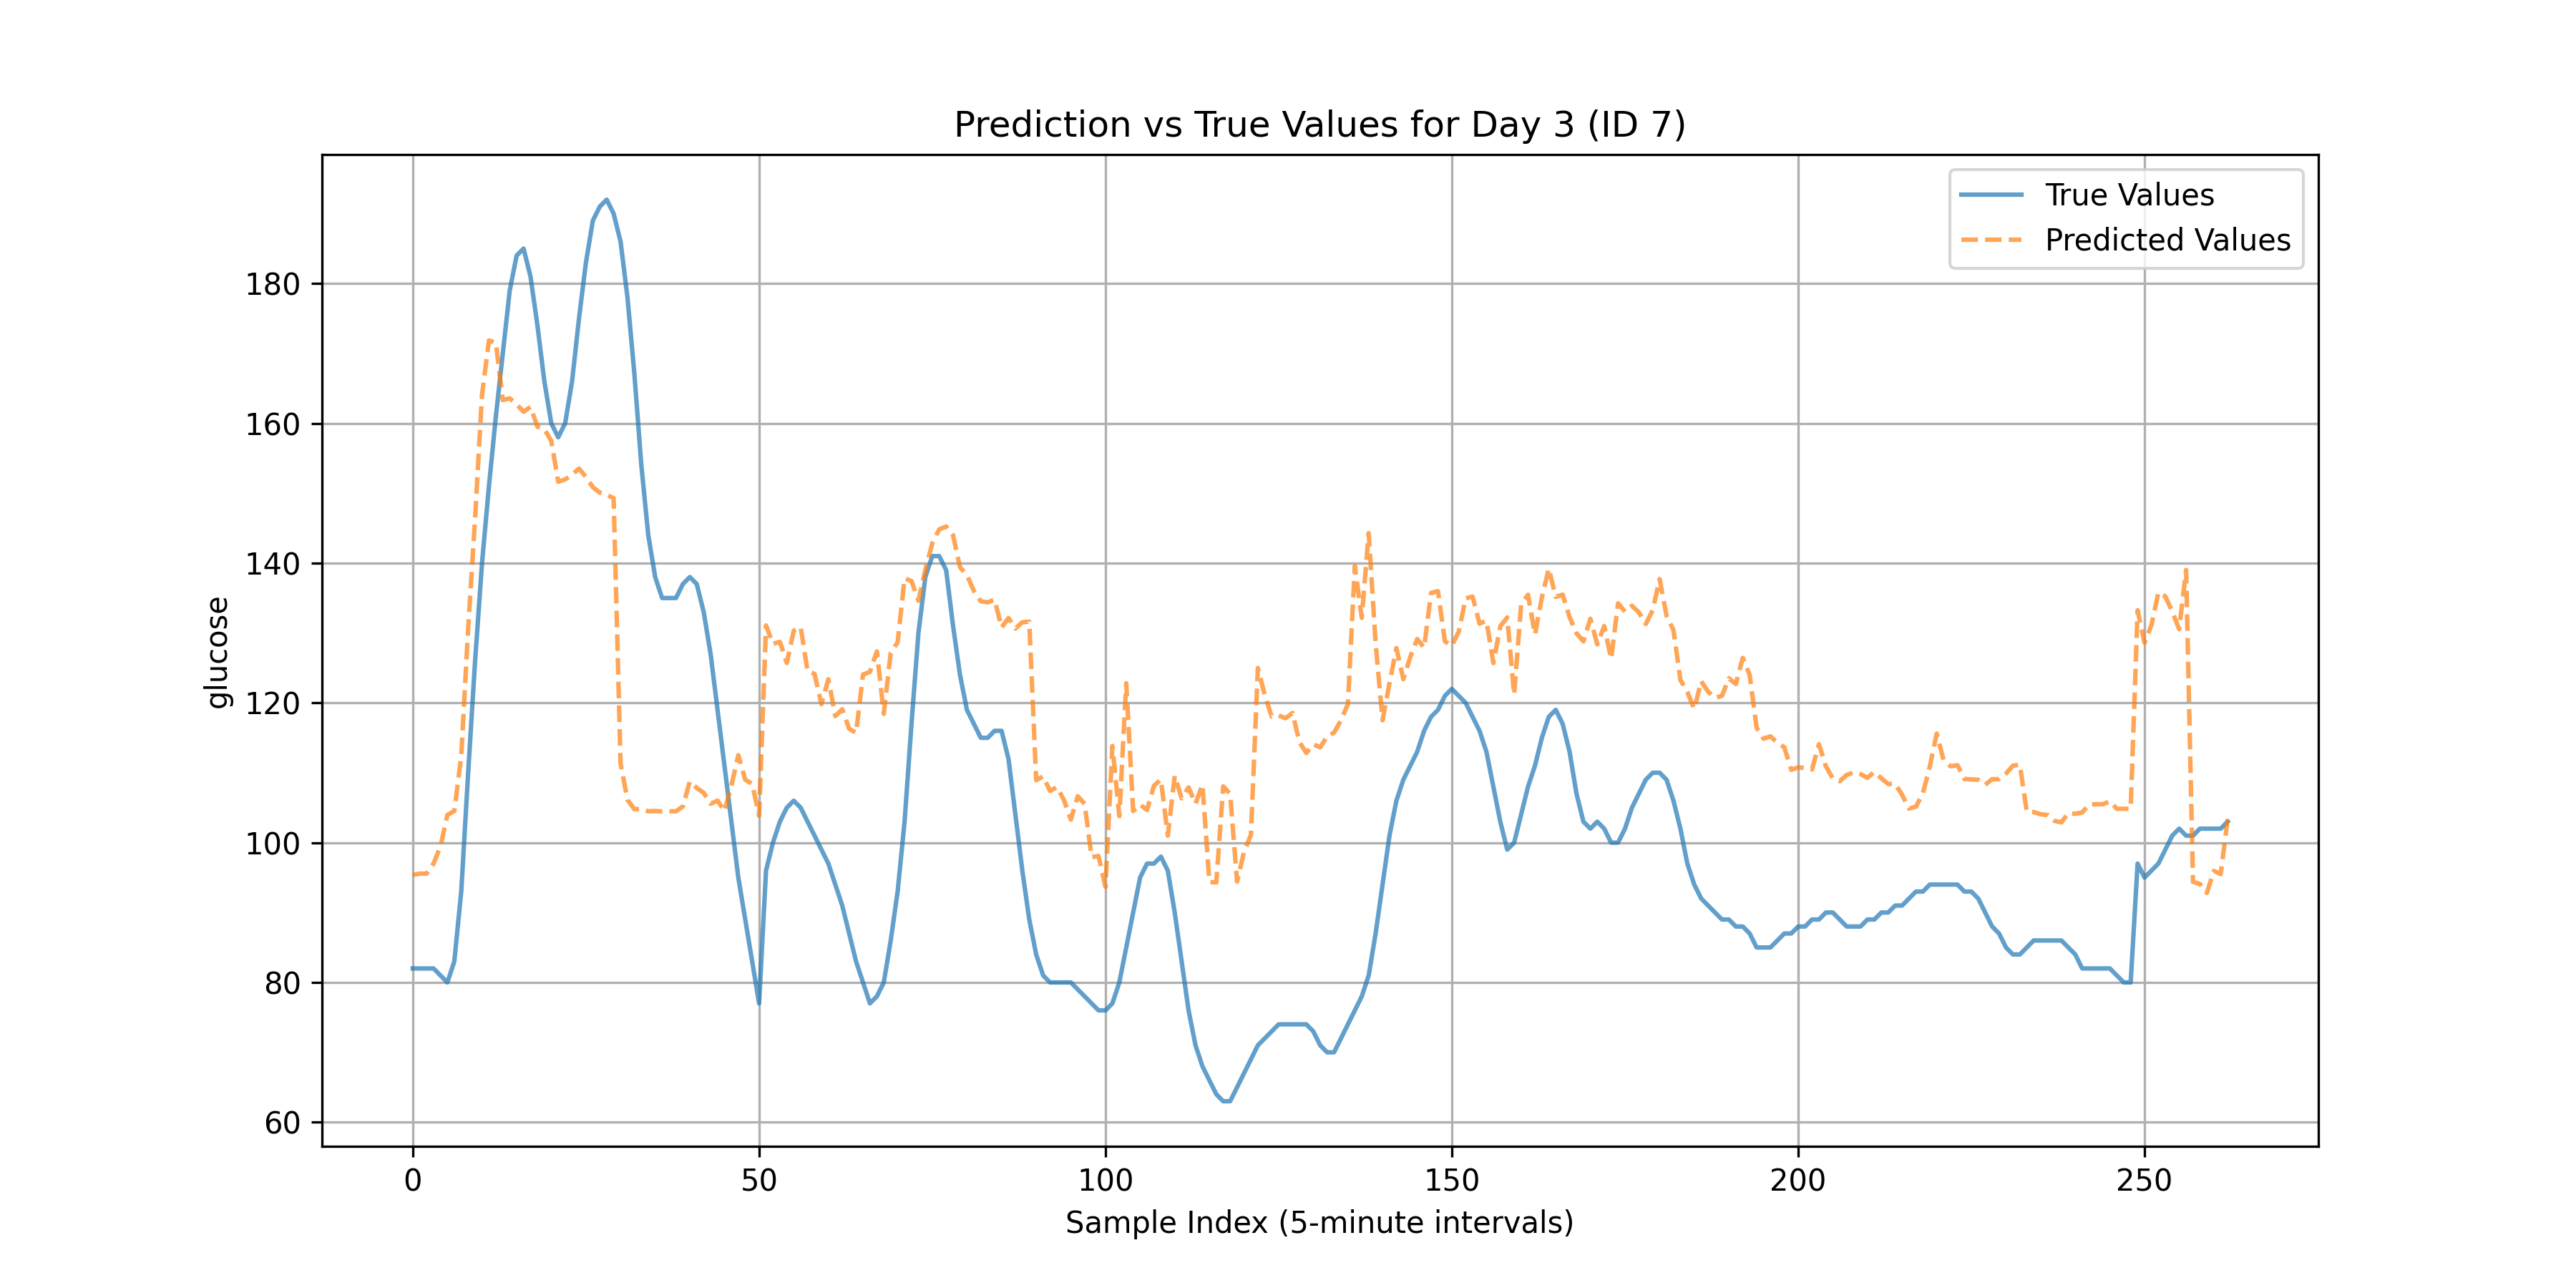 Prediction vs True Values for Day 3 (ID 7)
True Values
Predicted Values
glucose
180
160
140
120
100
80
60
0 50 100 150 200 250
Sample Index (5-minute intervals)